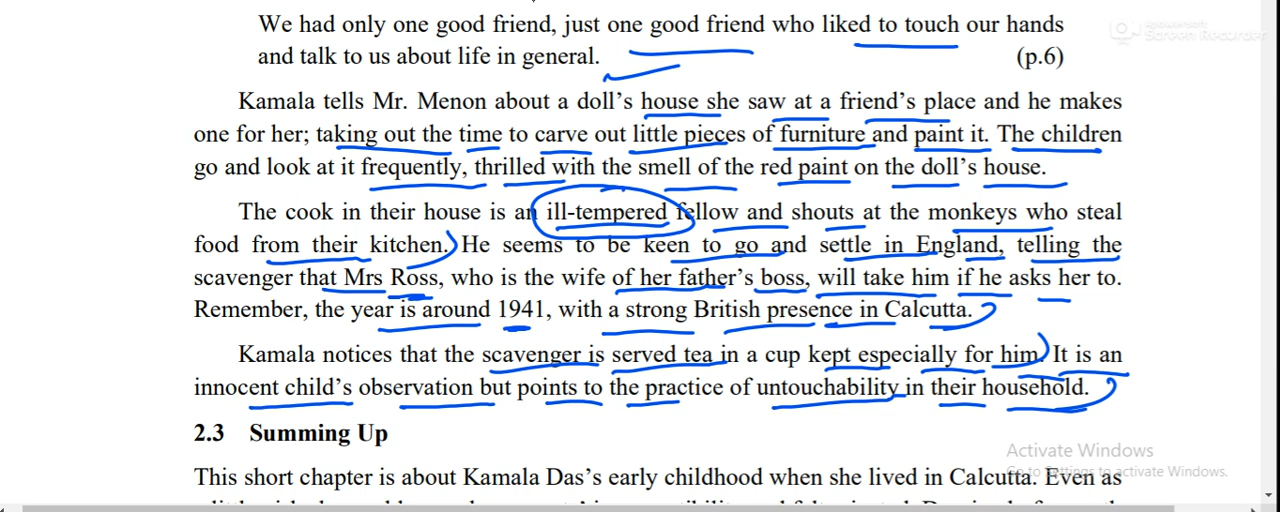 We had only one good friend, just one good friend who liked to touch our hands
and talk to us about life in general. (p.6)
Kamala tells Mr. Menon about a doll's house she saw at a friend's place and he makes
one for her; taking out the time to carve out little pieces of furniture and paint it. The children
go and look at it frequently, thrilled with the smell of the red paint on the doll's house.
The cook in their house is an ill-tempered fellow and shouts at the monkeys who steal
food from their kitchen. He seems to be keen to go and settle in England, telling the
scavenger that Mrs Ross, who is the wife of her father's boss, will take him if he asks her to.
Remember, the year is around 1941, with a strong British presence in Calcutta.
Kamala notices that the scavenger is served tea in a cup kept especially for him. It is an
innocent child's observation but points to the practice of untouchability in their household.
2.3 Summing Up
This short chapter is about Kamala Das's early childhood when she lived in Calcutta. Even as
Screen Recorder
Activate Windows
Go to Settings to activate Windows.